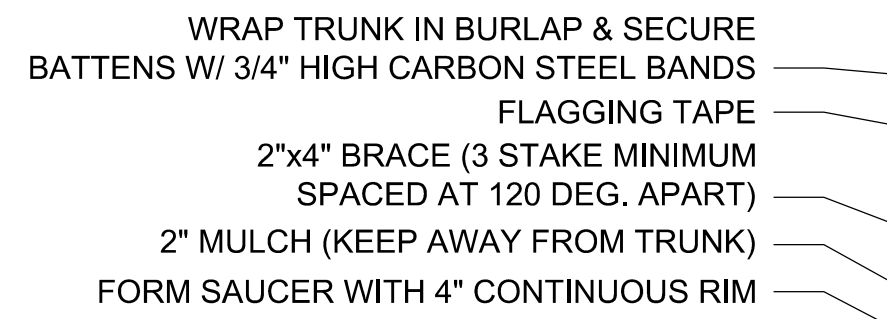 WRAP TRUNK IN BURLAP & SECURE
BATTENS W/ 3/4" HIGH CARBON STEEL BANDS
FLAGGING TAPE
2"x4" BRACE (3 STAKE MINIMUM
SPACED AT 120 DEG. APART)
2" MULCH (KEEP AWAY FROM TRUNK)
FORM SAUCER WITH 4" CONTINUOUS RIM